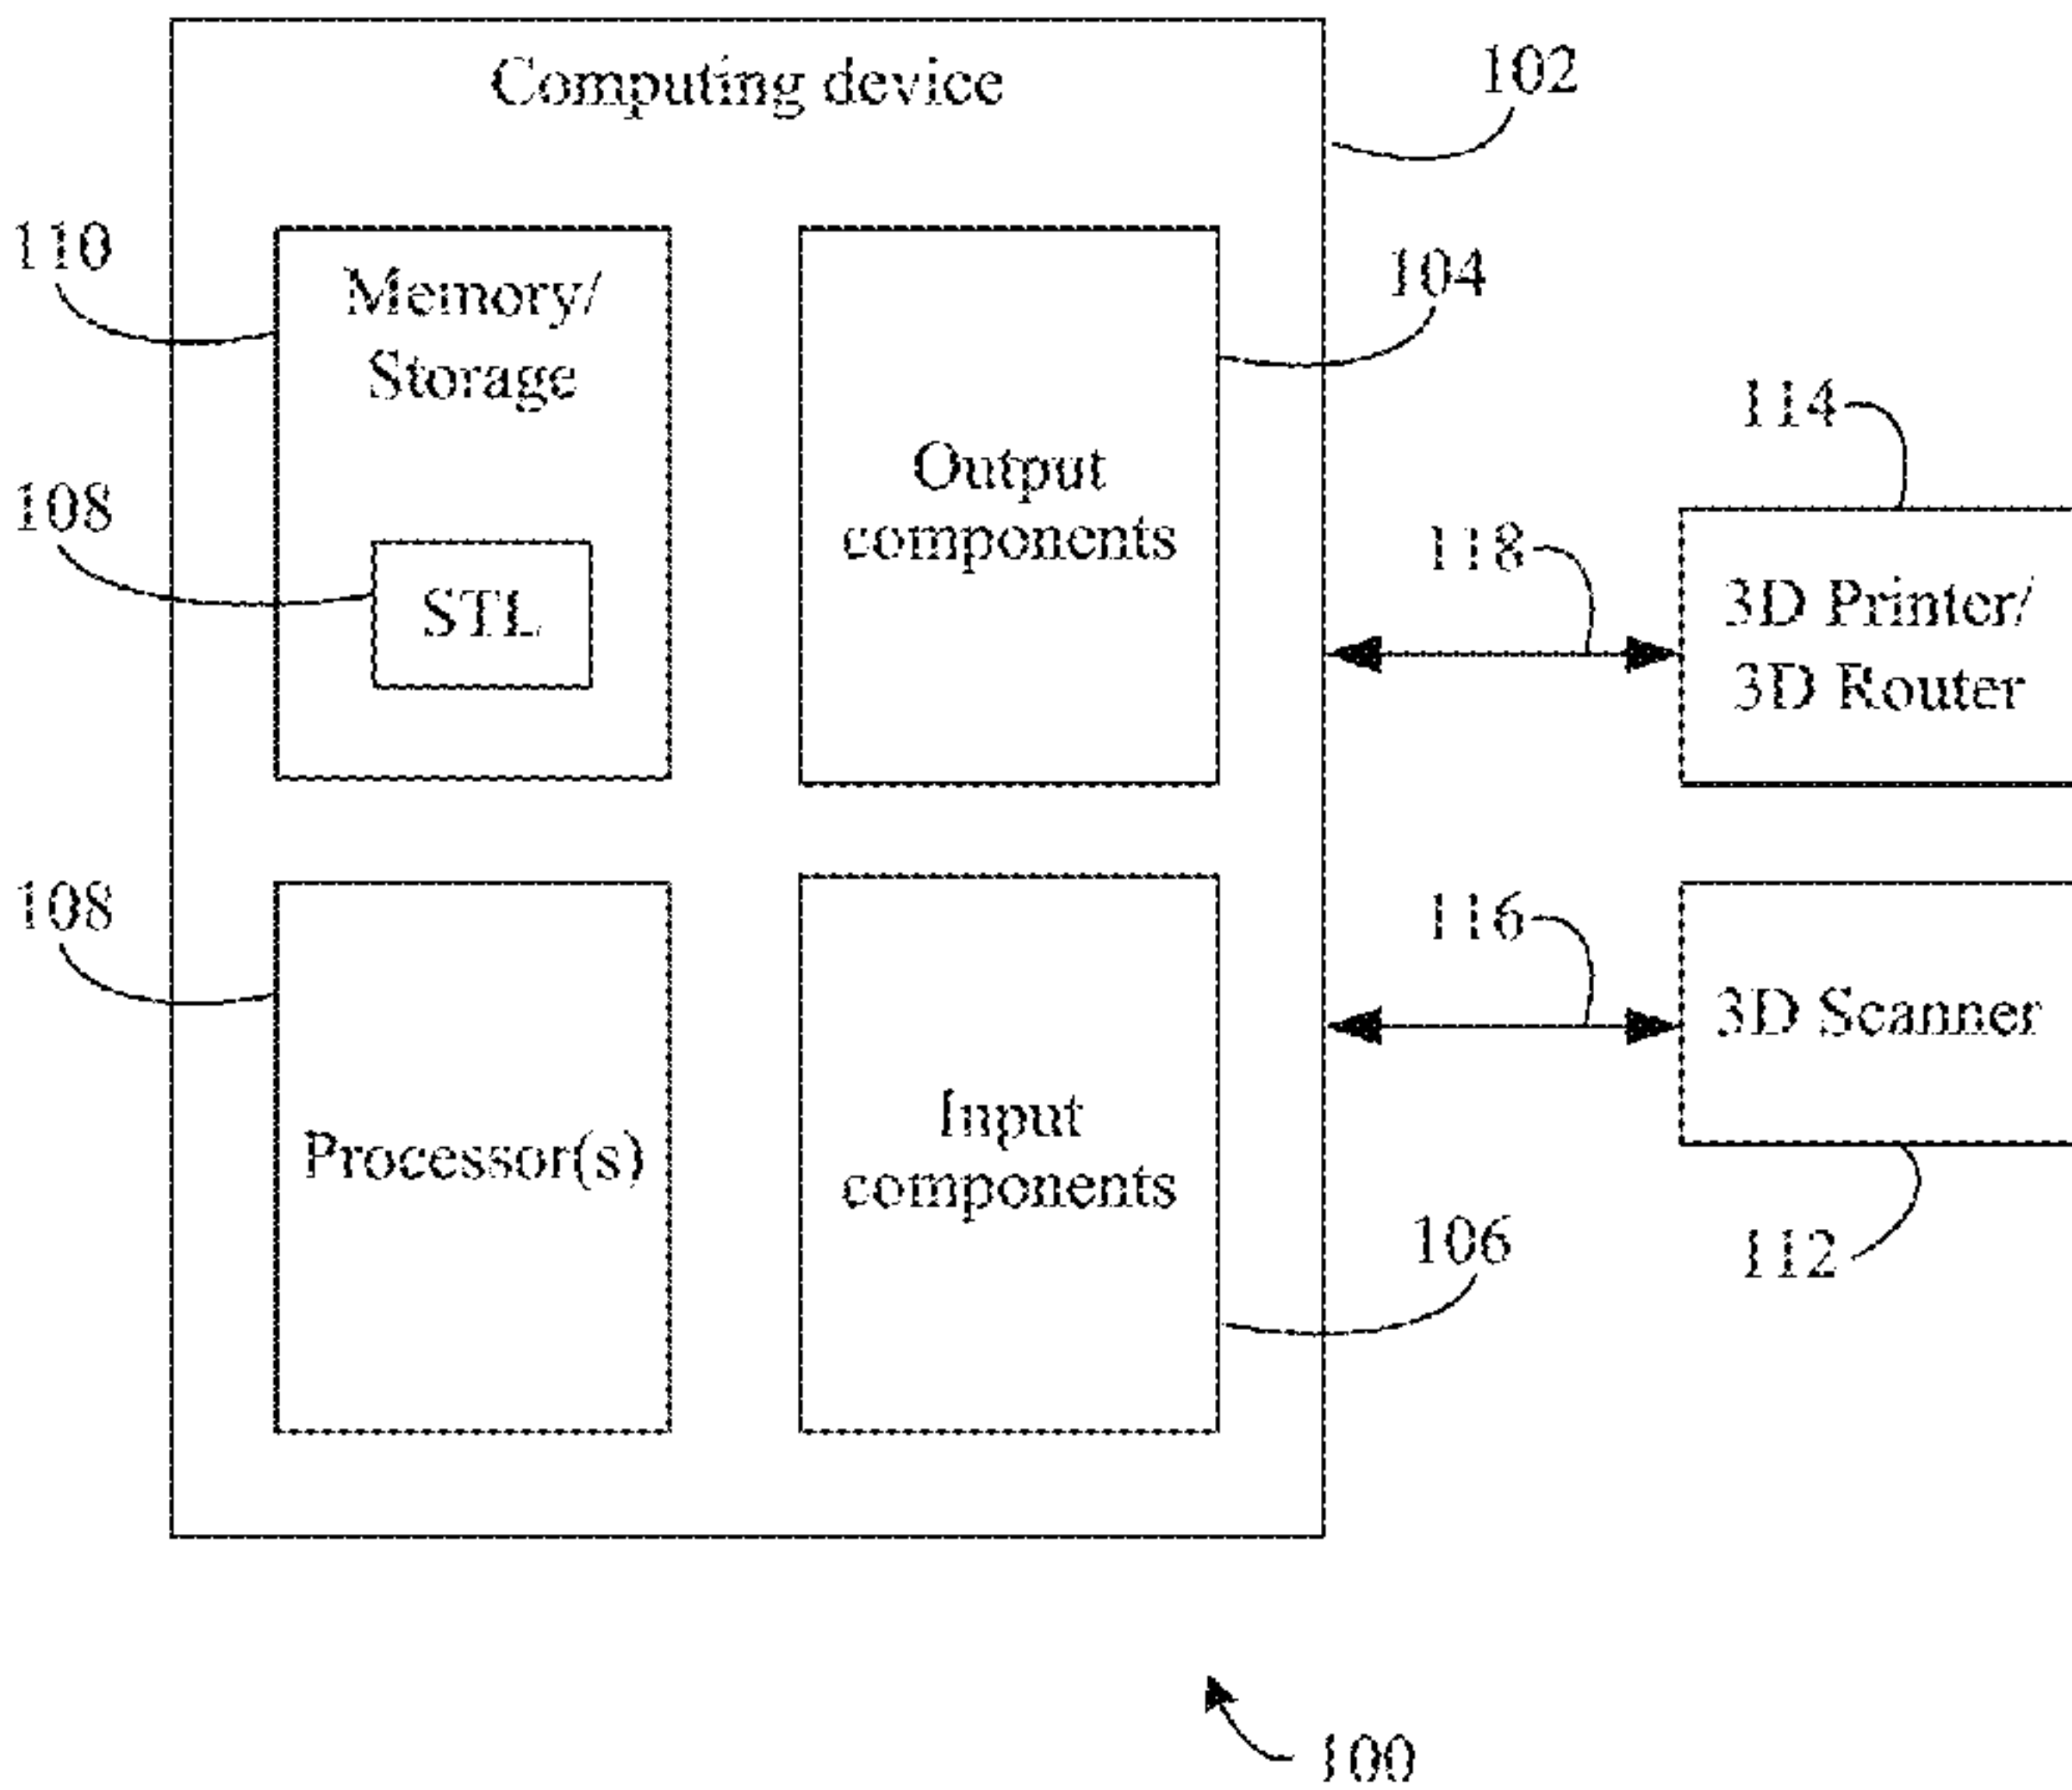 Computing device
102
110
Memory/
Storage
104
114
108
STL
Output
components
118
3D Printer/
3D Router
108
Processor(s)
Input
components
116
3D Scanner
106
112
100